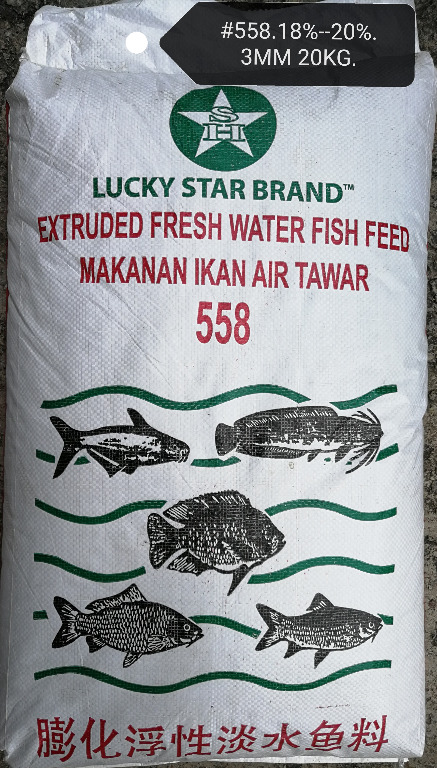 #558.18%--20%.
3MM 20KG.
S
H
LUCKY STAR BRAND™
EXTRUDED FRESH WATER FISH FEED
MAKANAN IKAN AIR TAWAR
558
膨化浮性淡水鱼料